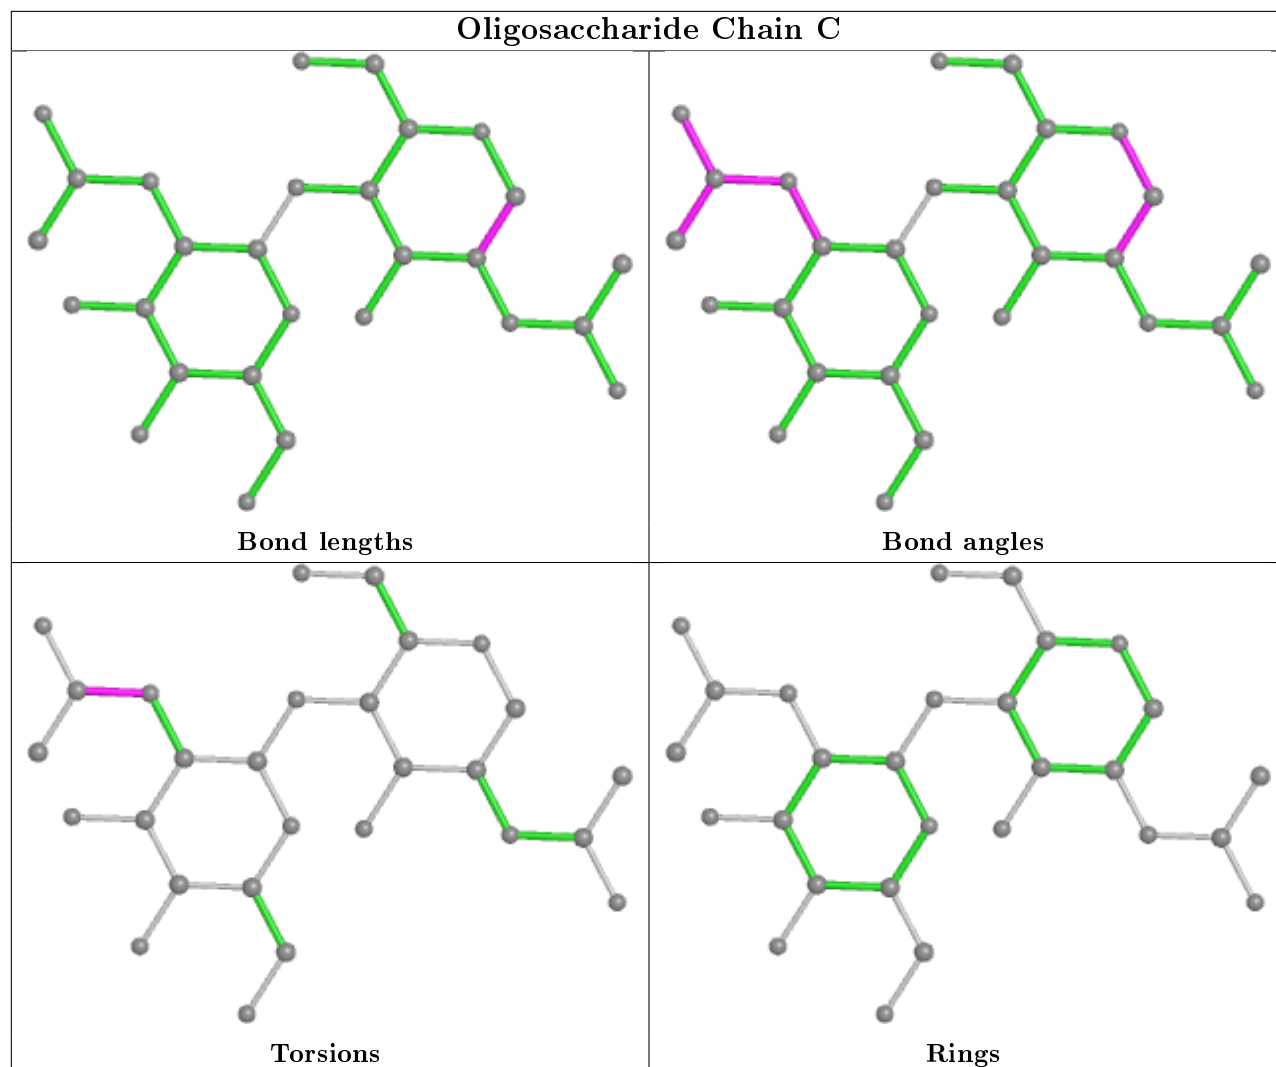 Oligosaccharide Chain C
Bond lengths
Bond angles
Torsions
Rings